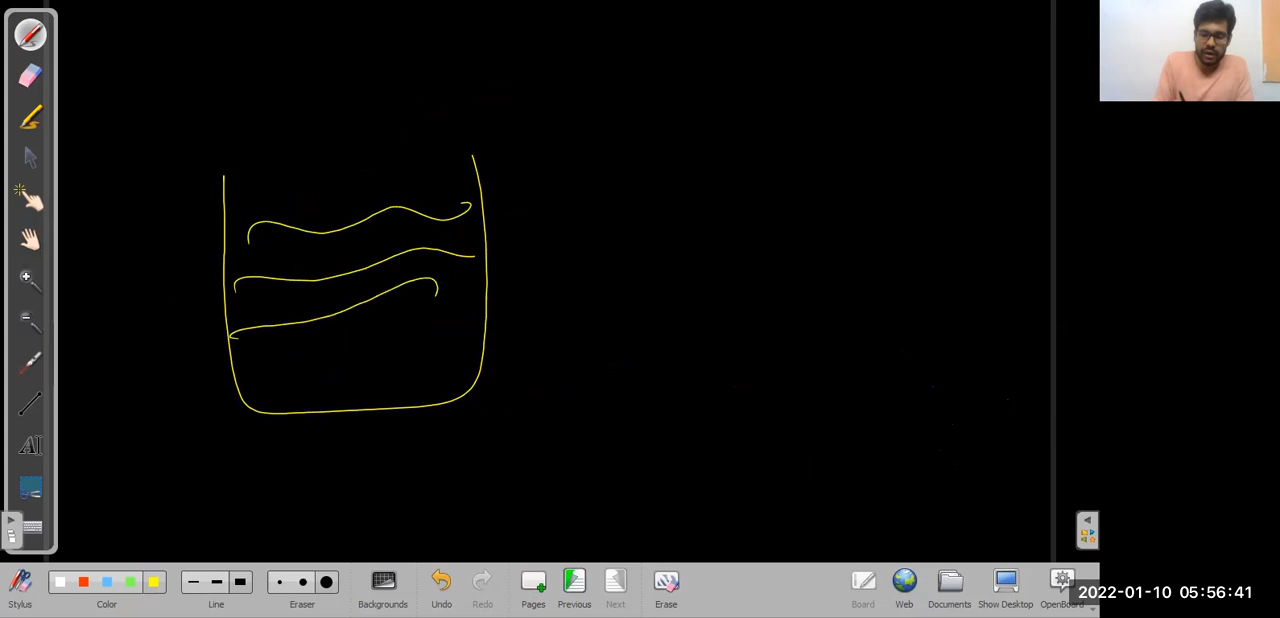 AI
Stylus
Color
Line
Eraser
Backgrounds
Undo
Redo
Pages
Previous
Next
Erase
Board
Web
Documents
Show Desktop
OpenBoard
2022-01-10 05:56:41